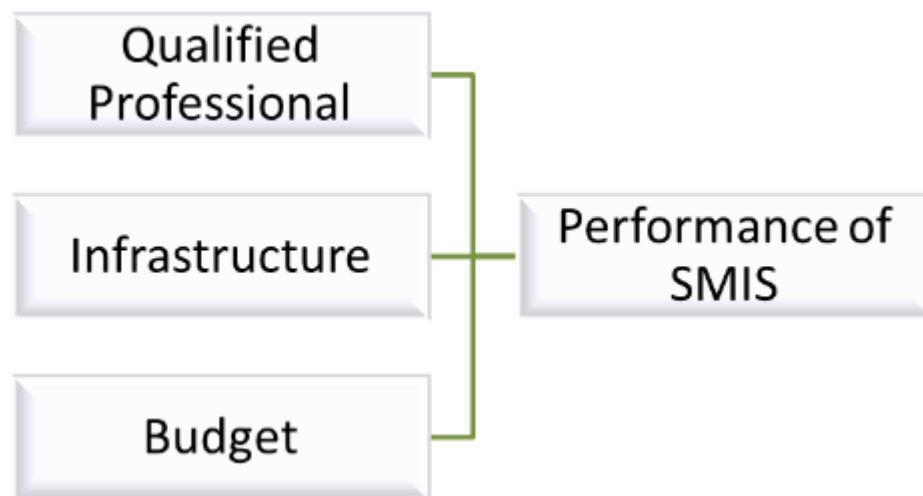 Qualified
Professional
Infrastructure
Performance of
SMIS
Budget